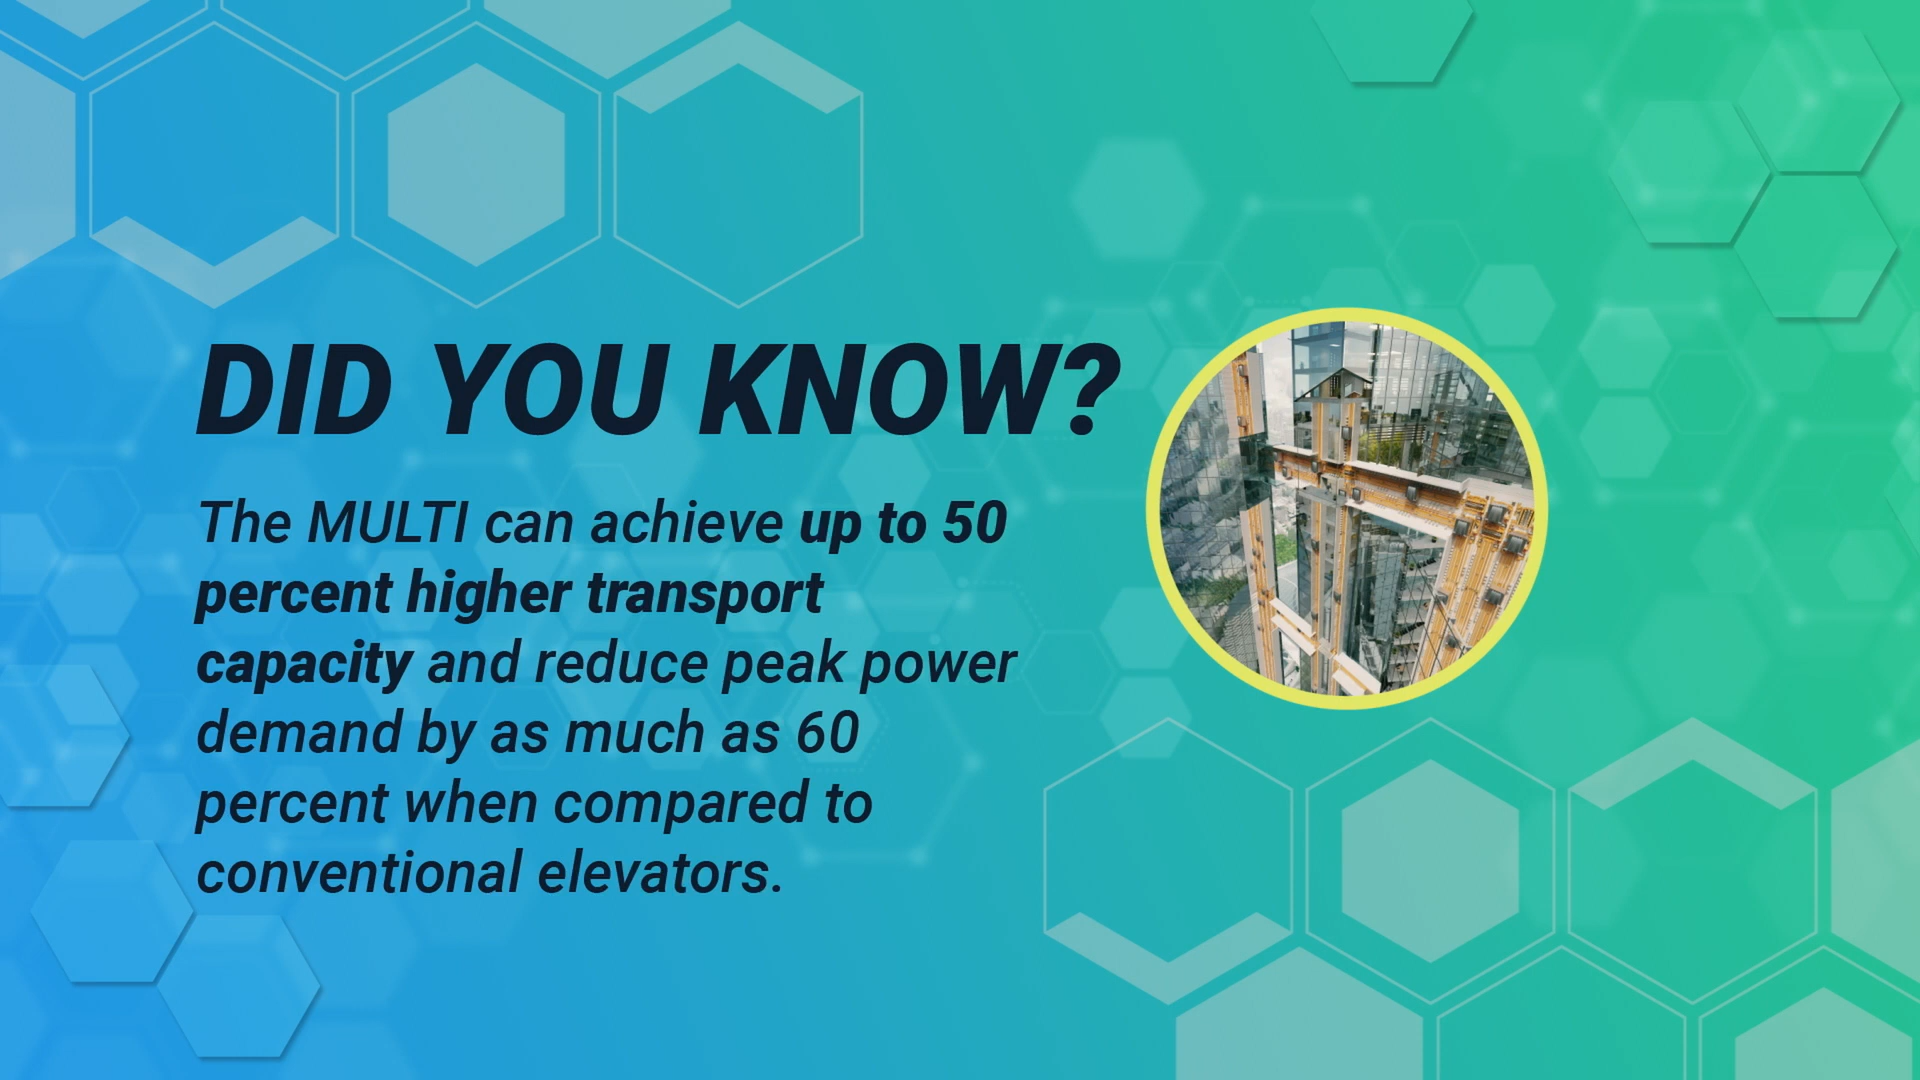 DID YOU KNOW?
The MULTI can achieve up to 50
percent higher transport
capacity and reduce peak power
demand by as much as 60
percent when compared to
conventional elevators.